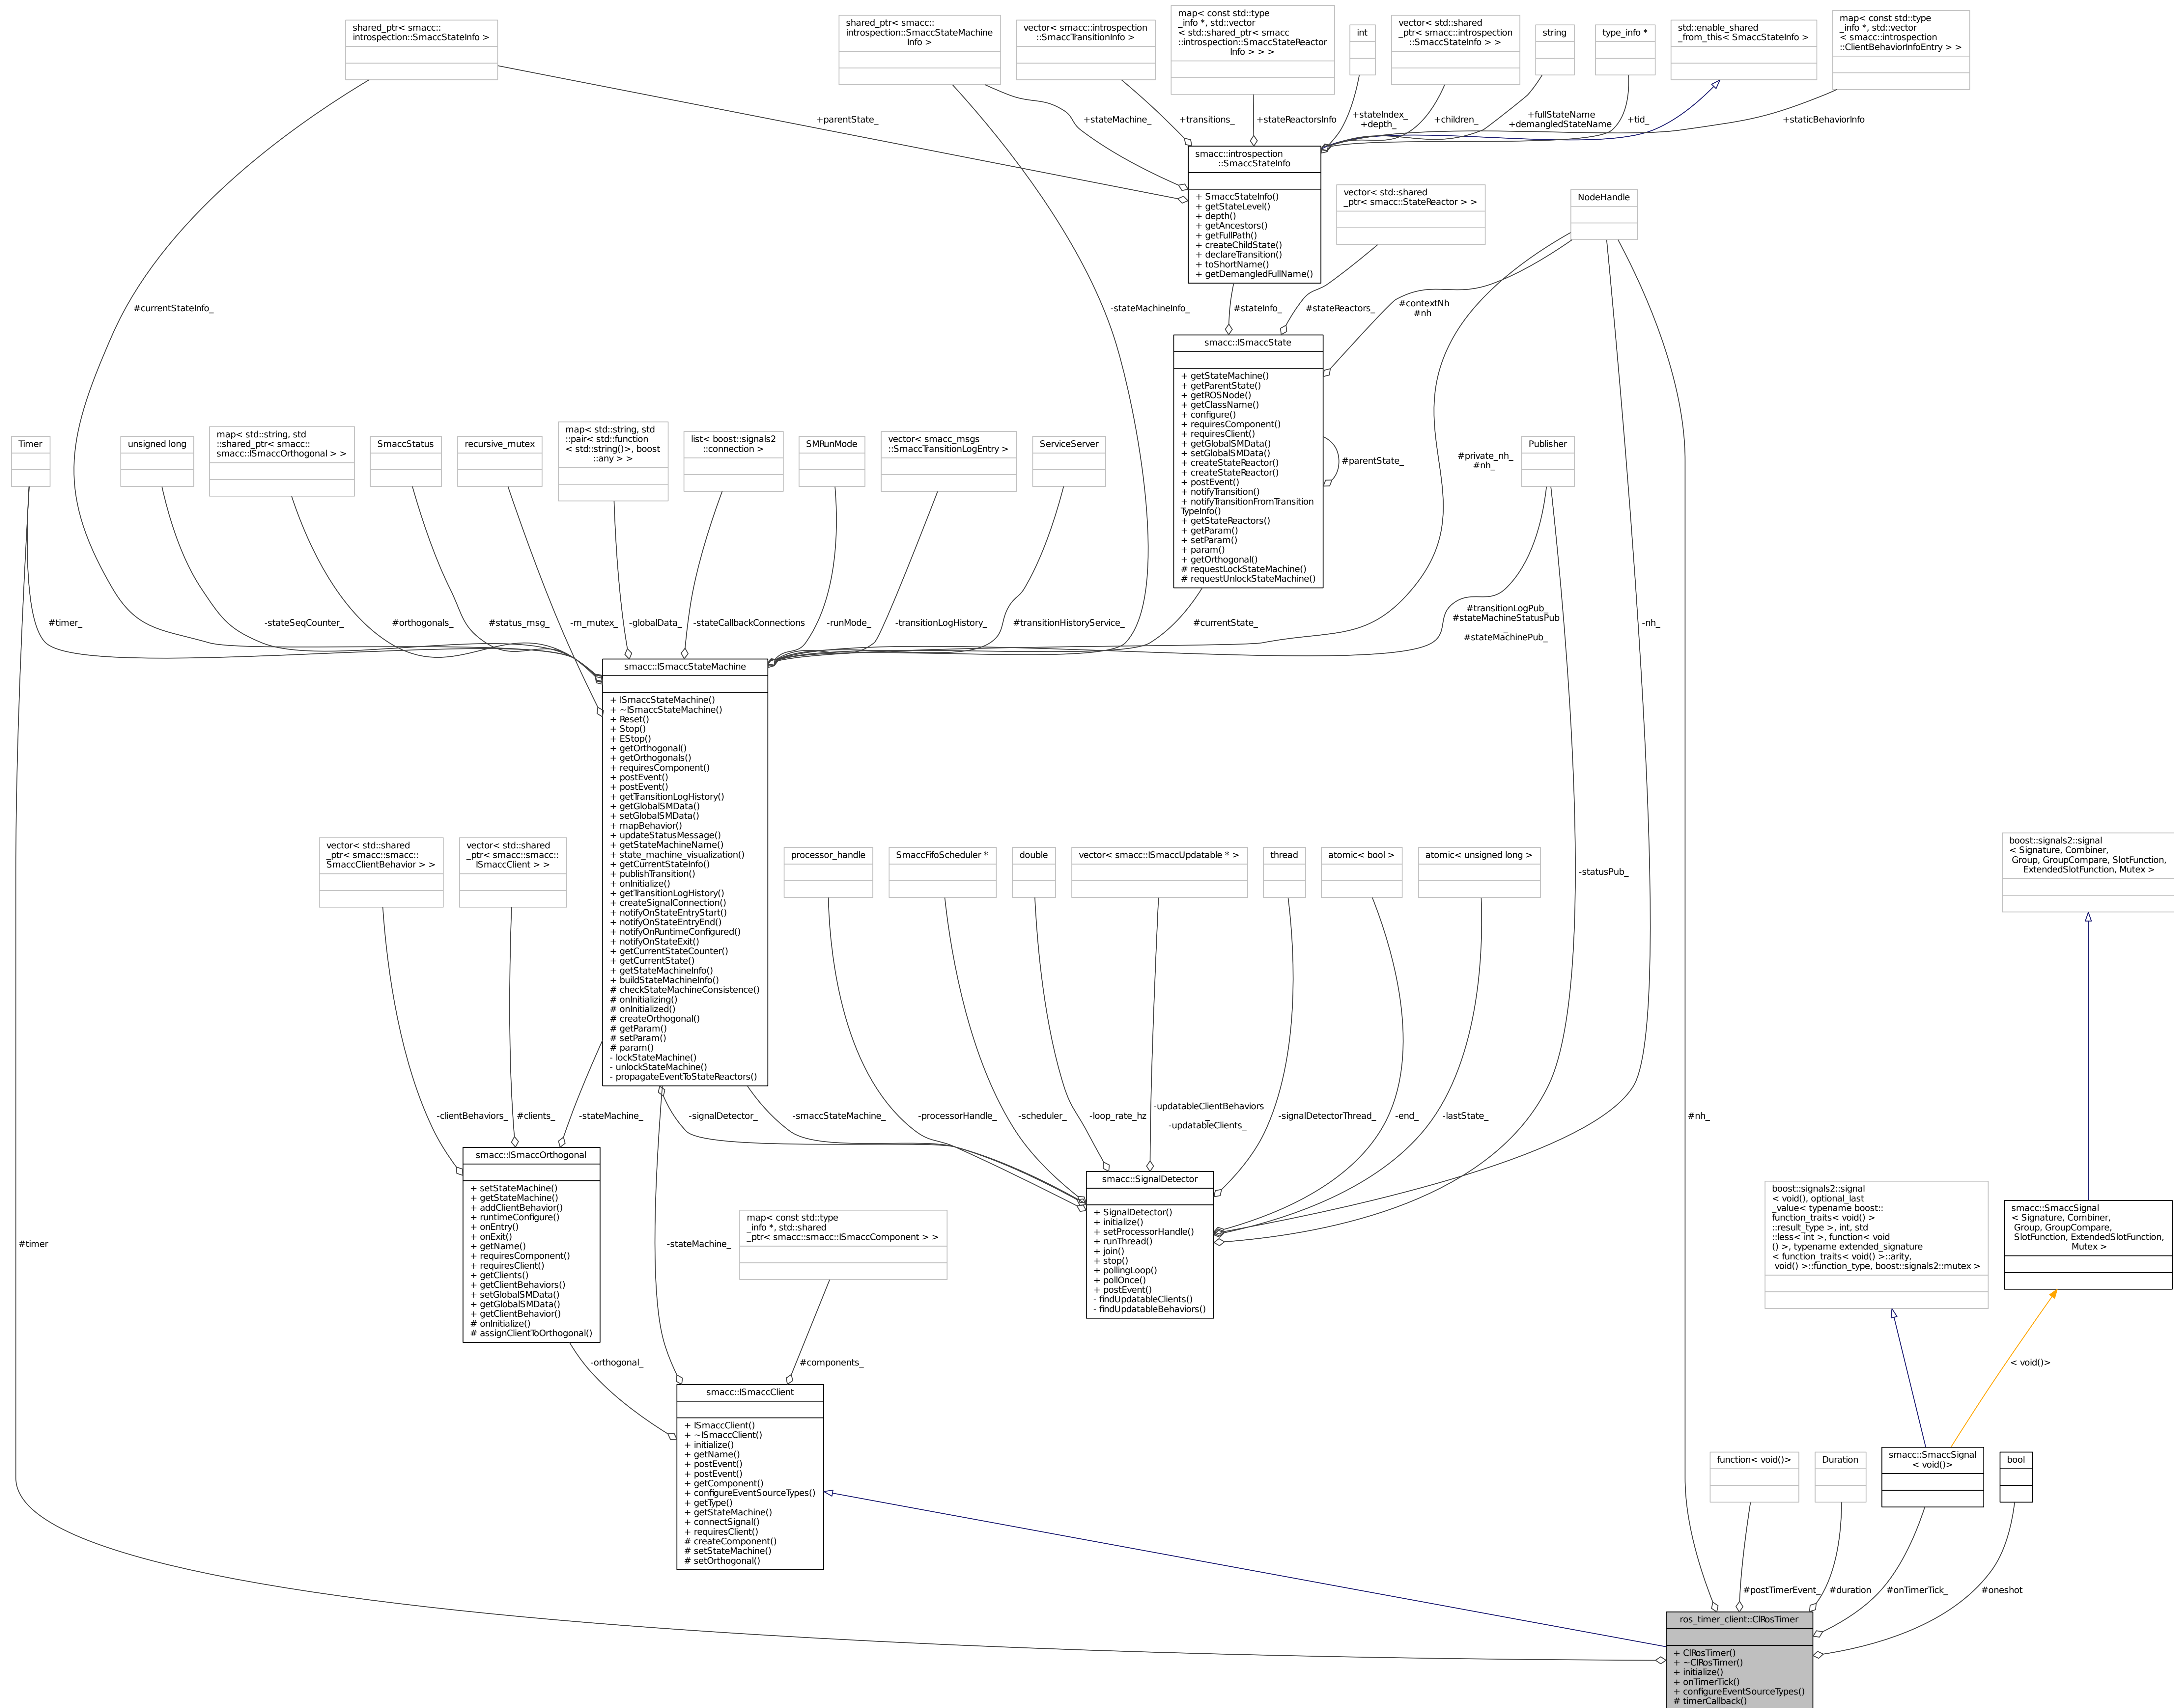 shared_ptr< smacc::
introspection::SmaccStateInfo >
shared_ptr< smacc::
introspection::SmaccStateMachine
Info >
vector< smacc::introspection
::SmaccTransitionInfo >
map< const std::type
_info *, std::vector
< std::shared_ptr< smacc
::introspection::SmaccStateReactor
Info > > >
int
vector< std::shared
_ptr< smacc::introspection
::SmaccStateInfo > >
string
type_info *
std::enable_shared
_from_this< SmaccStateInfo >
map< const std::type
_info *, std::vector
< smacc::introspection
::ClientBehaviorInfoEntry > >
+parentState_
+stateMachine_
+transitions_
+stateReactorsInfo
+stateIndex_
+depth_
+children_
+fullStateName
+demangledStateName
+tid_
+staticBehaviorInfo
smacc::introspection
::SmaccStateInfo
+ SmaccStateInfo()
+ getStateLevel()
+ depth()
+ getAncestors()
+ getFullPath()
+ createChildState()
+ declareTransition()
+ toShortName()
+ getDemangledFullName()
vector< std::shared
_ptr< smacc::StateReactor > >
NodeHandle
#currentStateInfo_
-stateMachineInfo_
#stateInfo_
#stateReactors_
#contextNh
#nh
smacc::ISmaccState
+ getStateMachine()
+ getParentState()
+ getROSNode()
+ getClassName()
+ configure()
+ requiresComponent()
+ requiresClient()
+ getGlobalSMData()
+ setGlobalSMData()
+ createStateReactor()
+ createStateReactor()
+ postEvent()
+ notifyTransition()
+ notifyTransitionFromTransition
TypeInfo()
+ getStateReactors()
+ getParam()
+ setParam()
+ param()
+ getOrthogonal()
# requestLockStateMachine()
# requestUnlockStateMachine()
#parentState_
#private_nh_
#nh_
Timer
unsigned long
map< std::string, std
::shared_ptr< smacc::
smacc::ISmaccOrthogonal > >
SmaccStatus
recursive_mutex
map< std::string, std
::pair< std::function
< std::string()>, boost
::any > >
list< boost::signals2
::connection >
SMRunMode
vector< smacc_msgs
::SmaccTransitionLogEntry >
ServiceServer
Publisher
#timer_
-stateSeqCounter_
#orthogonals_
#status_msg_
-m_mutex_
-globalData_
-stateCallbackConnections
-runMode_
-transitionLogHistory_
#transitionHistoryService_
#currentState_
#transitionLogPub_
#stateMachineStatusPub
_
#stateMachinePub_
-nh_
smacc::ISmaccStateMachine
+ ISmaccStateMachine()
+ ~ISmaccStateMachine()
+ Reset()
+ Stop()
+ EStop()
+ getOrthogonal()
+ getOrthogonals()
+ requiresComponent()
+ postEvent()
+ postEvent()
+ getTransitionLogHistory()
+ getGlobalSMData()
+ setGlobalSMData()
+ mapBehavior()
+ updateStatusMessage()
+ getStateMachineName()
+ state_machine_visualization()
+ getCurrentStateInfo()
+ publishTransition()
+ onInitialize()
+ getTransitionLogHistory()
+ createSignalConnection()
+ notifyOnStateEntryStart()
+ notifyOnStateEntryEnd()
+ notifyOnRuntimeConfigured()
+ notifyOnStateExit()
+ getCurrentStateCounter()
+ getCurrentState()
+ getStateMachineInfo()
+ buildStateMachineInfo()
# checkStateMachineConsistence()
# onInitializing()
# onInitialized()
# createOrthogonal()
# getParam()
# setParam()
# param()
- lockStateMachine()
- unlockStateMachine()
- propagateEventToStateReactors()
vector< std::shared
_ptr< smacc::smacc::
SmaccClientBehavior > >
vector< std::shared
_ptr< smacc::smacc::
ISmaccClient > >
processor_handle
SmaccFifoScheduler *
double
vector< smacc::ISmaccUpdatable * >
thread
atomic< bool >
atomic< unsigned long >
-statusPub_
boost::signals2::signal
< Signature, Combiner,
Group, GroupCompare, SlotFunction,
ExtendedSlotFunction, Mutex >
-clientBehaviors_
#clients_
-stateMachine_
-signalDetector_
-smaccStateMachine_
-processorHandle_
-scheduler_
-loop_rate_hz
-updatableClientBehaviors
_
-updatableClients_
-signalDetectorThread_
-end_
-lastState_
#nh_
smacc::ISmaccOrthogonal
+ setStateMachine()
+ getStateMachine()
+ addClientBehavior()
+ runtimeConfigure()
+ onEntry()
+ onExit()
+ getName()
+ requiresComponent()
+ requiresClient()
+ getClients()
+ getClientBehaviors()
+ setGlobalSMData()
+ getGlobalSMData()
+ getClientBehavior()
# onInitialize()
# assignClientToOrthogonal()
smacc::SignalDetector
+ SignalDetector()
+ initialize()
+ setProcessorHandle()
+ runThread()
+ join()
+ stop()
+ pollingLoop()
+ pollOnce()
+ postEvent()
- findUpdatableClients()
- findUpdatableBehaviors()
map< const std::type
_info *, std::shared
_ptr< smacc::smacc::ISmaccComponent > >
boost::signals2::signal
< void(), optional_last
_value< typename boost::
function_traits< void() >
::result_type >, int, std
::less< int >, function< void
() >, typename extended_signature
< function_traits< void() >::arity,
void() >::function_type, boost::signals2::mutex >
smacc::SmaccSignal
< Signature, Combiner,
Group, GroupCompare,
SlotFunction, ExtendedSlotFunction,
Mutex >
#timer
-stateMachine_
-orthogonal_
#components_
< void()>
smacc::ISmaccClient
+ ISmaccClient()
+ ~ISmaccClient()
+ initialize()
+ getName()
+ postEvent()
+ postEvent()
+ getComponent()
+ configureEventSourceTypes()
+ getType()
+ getStateMachine()
+ connectSignal()
+ requiresClient()
# createComponent()
# setStateMachine()
# setOrthogonal()
function< void()>
Duration
smacc::SmaccSignal
< void()>
bool
#postTimerEvent_
#duration
#onTimerTick_
#oneshot
ros_timer_client::ClRosTimer
+ ClRosTimer()
+ ~ClRosTimer()
+ initialize()
+ onTimerTick()
+ configureEventSourceTypes()
# timerCallback()